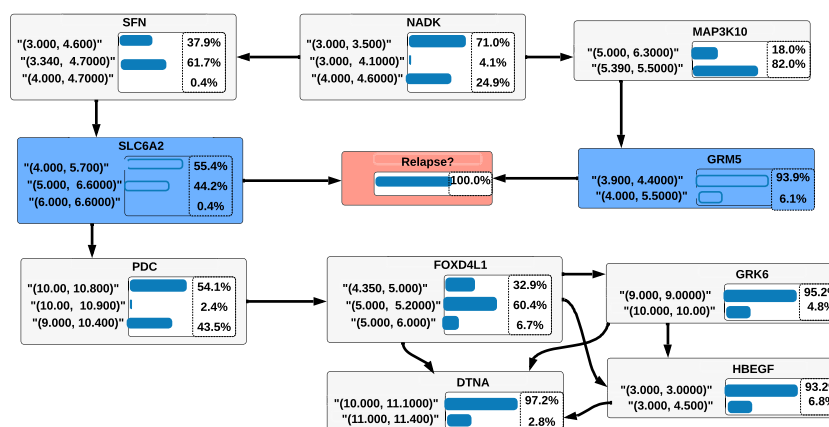 SFN
"(3.000, 4.600)" 37.9%
"(3.340, 4.7000)" 61.7%
"(4.000, 4.7000)" 0.4%
NADK
"(3.000, 3.500)" 71.0%
"(3.000, 4.1000)" 4.1%
"(4.000, 4.6000)" 24.9%
MAP3K10
"(5.000, 6.3000)" 18.0%
"(5.390, 5.5000)" 82.0%
SLC6A2
"(4.000, 5.700)" 55.4%
"(5.000, 6.6000)" 44.2%
"(6.000, 6.6000)" 0.4%
Relapse?
100.0%
GRM5
"(3.900, 4.4000)" 93.9%
"(4.000, 5.5000)" 6.1%
PDC
"(10.00, 10.800)" 54.1%
"(10.00, 10.900)" 2.4%
"(9.000, 10.400)" 43.5%
FOXD4L1
"(4.350, 5.000)" 32.9%
"(5.000, 5.2000)" 60.4%
"(5.000, 6.000)" 6.7%
GRK6
"(9.000, 9.0000)" 95.2%
"(10.000, 10.00)" 4.8%
DTNA
"(10.000, 11.1000)" 97.2%
"(11.000, 11.400)" 2.8%
HBEGF
"(3.000, 3.0000)" 93.2%
"(3.000, 4.500)" 6.8%